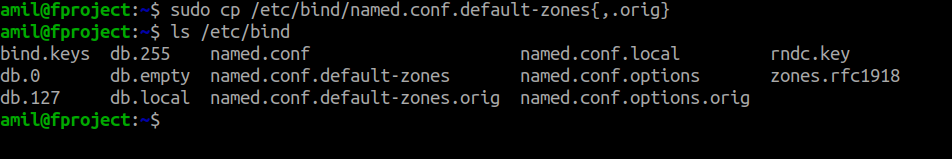 amil@fproject:~$ sudo cp /etc/bind/named.conf.default-zones{,.orig}
amil@fproject:~$ ls /etc/bind
bind.keys  db.255    named.conf                     named.conf.local         rndc.key
db.0       db.empty  named.conf.default-zones       named.conf.options       zones.rfc1918
db.127     db.local  named.conf.default-zones.orig  named.conf.options.orig
amil@fproject:~$